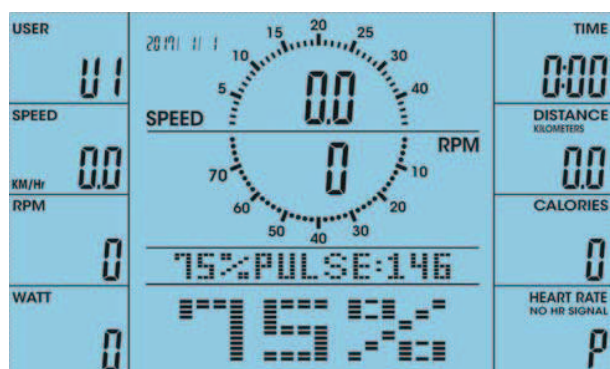 USER
U1
SPEED
KM/Hr 0.0
RPM
0
WATT
0
2019/ 1/ 1
5 10 15 20 25 30 40
0.0
SPEED
RPM
0
70 60 50 40 30 20 10
75%PULSE:146
75%
TIME
0:00
DISTANCE
KILOMETERS
0.0
CALORIES
0
HEART RATE
NO HR SIGNAL
P